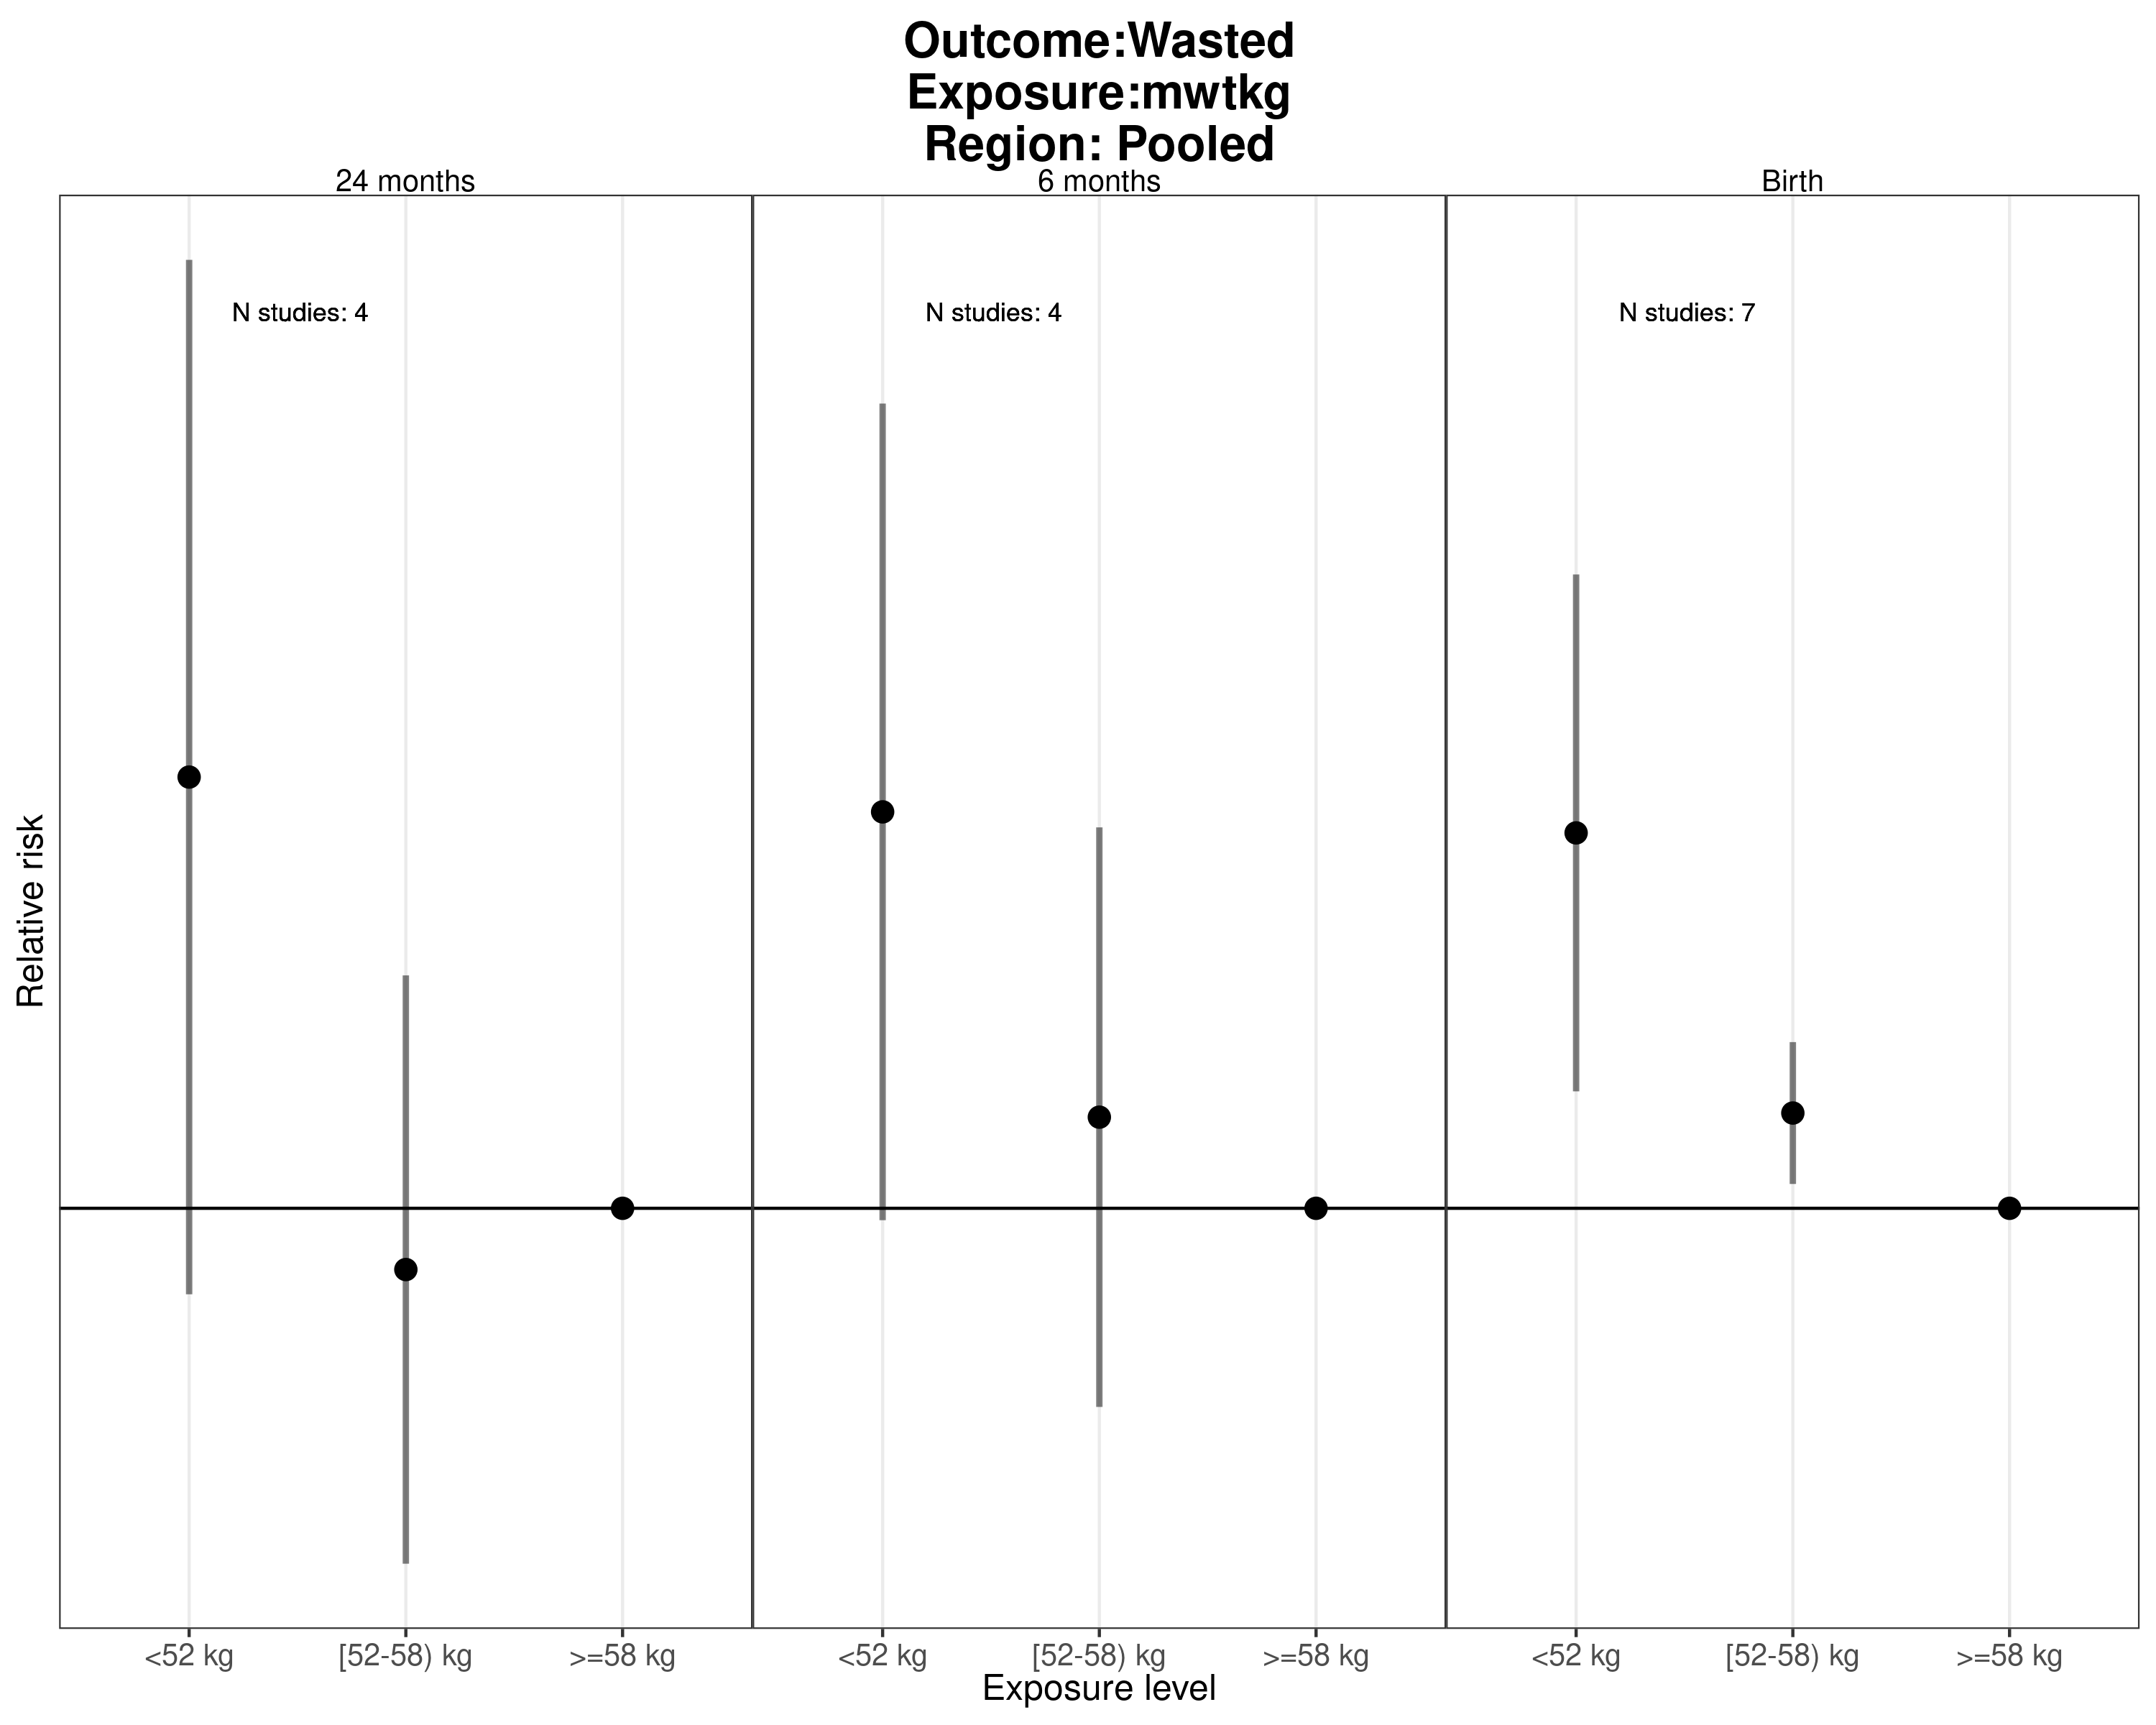 Outcome:Wasted
Exposure:mwtkg
Region: Pooled
24 months
6 months
Birth
N studies: 4
N studies: 4
N studies: 7
Relative risk
<52 kg
[52-58) kg
>=58 kg
<52 kg
[52-58) kg
>=58 kg
<52 kg
[52-58) kg
>=58 kg
Exposure level